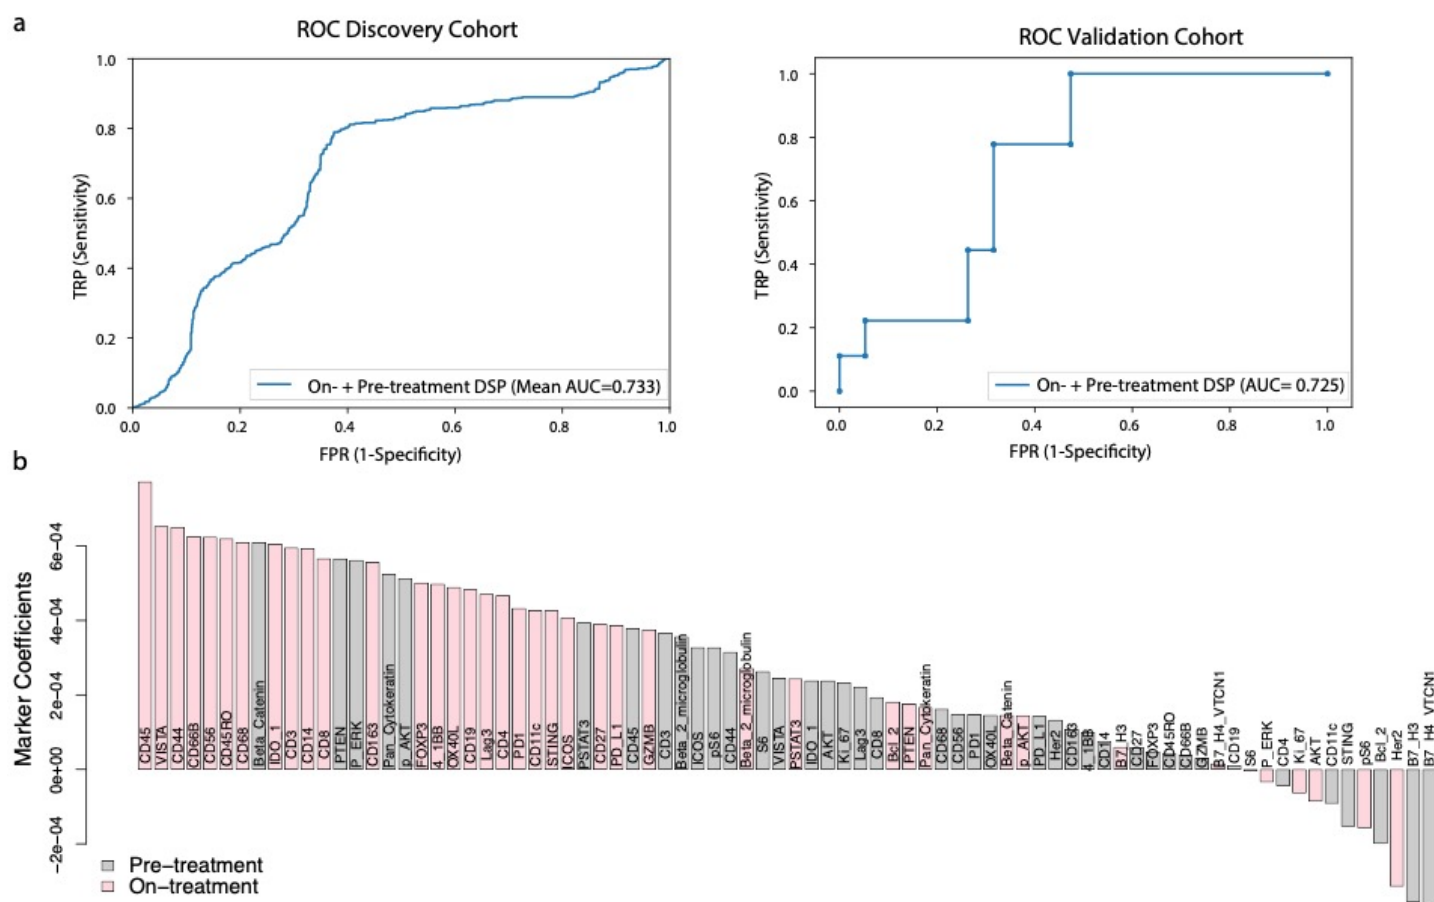 a
ROC Discovery Cohort
ROC Validation Cohort
TRP (Sensitivity)
1.0
0.8
0.6
0.4
0.2
0.0
On- + Pre-treatment DSP (Mean AUC=0.733)
0.0 0.2 0.4 0.6 0.8 1.0
FPR (1-Specificity)
TRP (Sensitivity)
1.0
0.8
0.6
0.4
0.2
0.0
On- + Pre-treatment DSP (AUC= 0.725)
0.0 0.2 0.4 0.6 0.8 1.0
FPR (1-Specificity)
b
Marker Coefficients
6e-04
4e-04
2e-04
0e+00
-2e-04
CD45
VISTA
CD44
CD66B
CD56
CD45RO
CD68
Beta_Catenin
IDO_1
CD3
CD14
CD8
PTEN
P_ERK
CD163
Pan_Cytokeratin
p_AKT
FOXP3
4_1BB
OX40L
CD19
Lag3
CD4
PD1
CD11c
STING
ICOS
PSTAT3
CD27
PD_L1
CD45
GZMB
CD3
Beta_2_microglobulin
ICOS
pS6
CD44
Beta_2_microglobulin
S6
VISTA
PSTAT3
IDO_1
AKT
Ki_67
Lag3
CD8
Bcl_2
PTEN
Pan_Cytokeratin
CD68
CD56
PD1
OX40L
Beta_Catenin
p_AKT
PD_L1
Her2
CD163
4_1BB
CD14
B7_H3
CD27
FOXP3
CD45RO
CD66B
GZMB
B7_H4_VTCN1
CD19
S6
P_ERK
CD4
Ki_67
AKT
CD11c
STING
pS6
Bcl_2
Her2
B7_H3
B7_H4_VTCN1
Pre-treatment
On-treatment